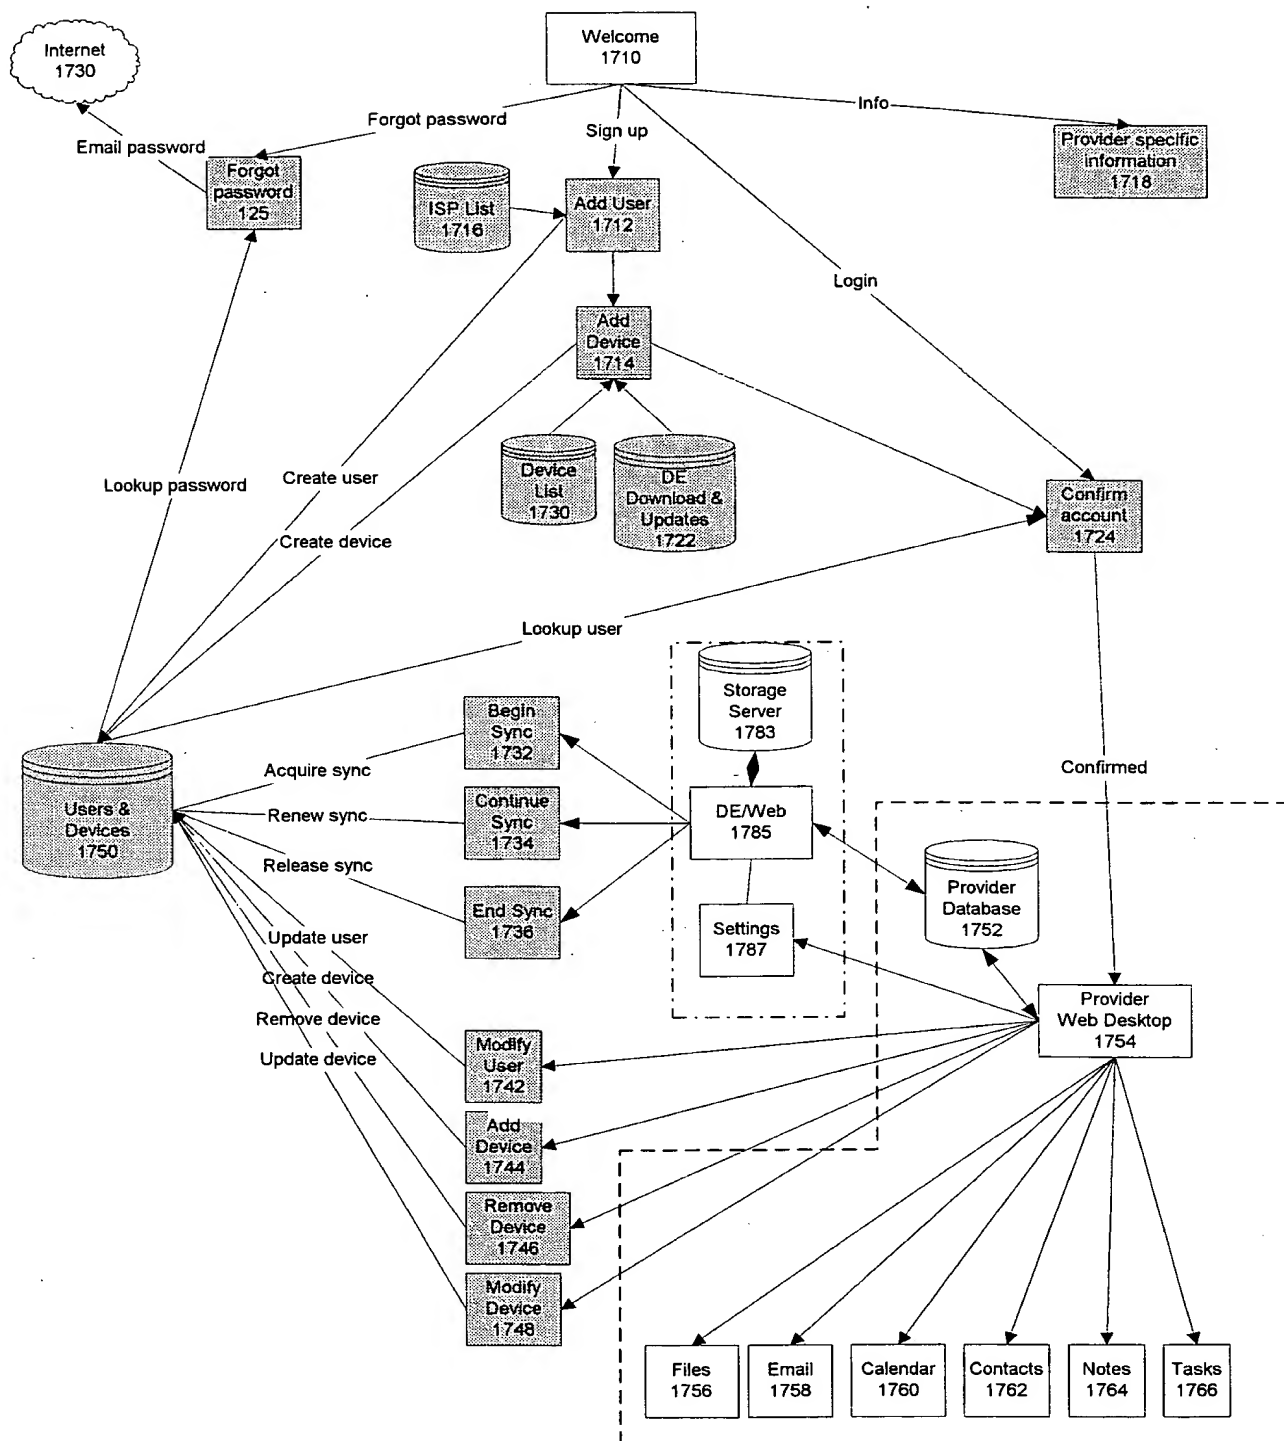 Welcome
1710
Internet
1730
Info
Forgot password
Sign up
Email password
Provider specific
information
1718
Forgot
password
125
ISP List
1716
Add User
1712
Login
Add
Device
1714
Device
List
1730
DE
Download &
Updates
1722
Lookup password
Create user
Create device
Confirm
account
1724
Lookup user
Storage
Server
1783
Begin
Sync
1732
Acquire sync
Confirmed
Users &
Devices
1750
Renew sync
Continue
Sync
1734
DE/Web
1785
Release sync
End Sync
1736
Settings
1787
Provider
Database
1752
Update user
Create device
Remove device
Update device
Provider
Web Desktop
1754
Modify
User
1742
Add
Device
1744
Remove
Device
1746
Modify
Device
1748
Files
1756
Email
1758
Calendar
1760
Contacts
1762
Notes
1764
Tasks
1766